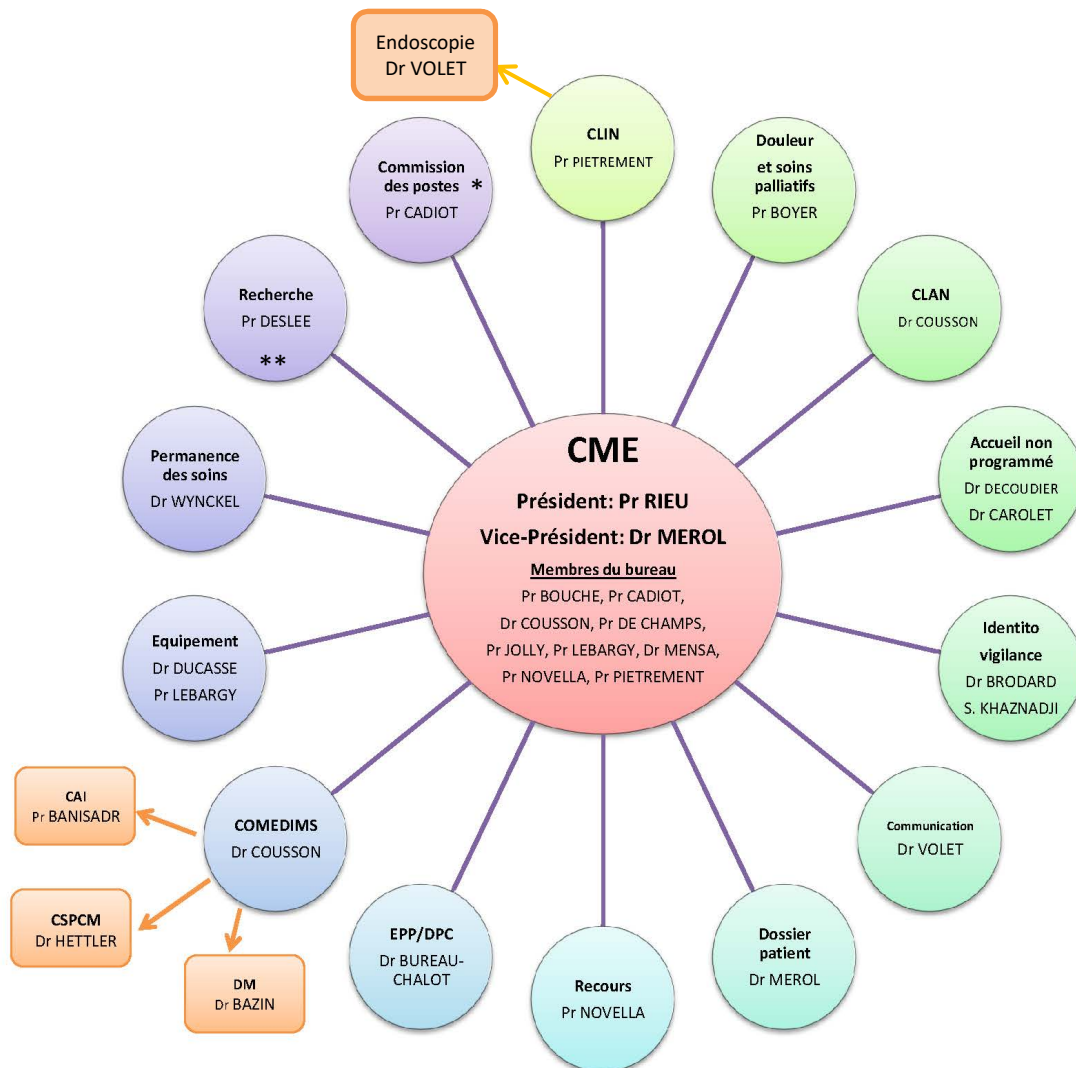 Endoscopie
Dr VOLET
CLIN
Pr PIETREMENT
Douleur
et soins
palliatifs
Pr BOYER
CLAN
Dr COUSSON
Accueil non
programmé
Dr DECOUDIER
Dr CAROLET
Identito
vigilance
Dr BRODARD
S. KHAZNADJI
Communication
Dr VOLET
Dossier
patient
Dr MEROL
Recours
Pr NOVELLA
EPP/DPC
Dr BUREAU-
CHALOT
COMEDIMS
Dr COUSSON
CAI
Pr BANISADR
CSPCM
Dr HETTLER
DM
Dr BAZIN
Equipement
Dr DUCASSE
Pr LEBARGY
Permanence
des soins
Dr WYNCKEL
Recherche
Pr DESLEE
**
Commission
des postes *
Pr CADIOT
CME
Président: Pr RIEU
Vice-Président: Dr MEROL
Membres du bureau
Pr BOUCHE, Pr CADIOT,
Dr COUSSON, Pr DE CHAMPS,
Pr JOLLY, Pr LEBARGY, Dr MENSA,
Pr NOVELLA, Pr PIETREMENT